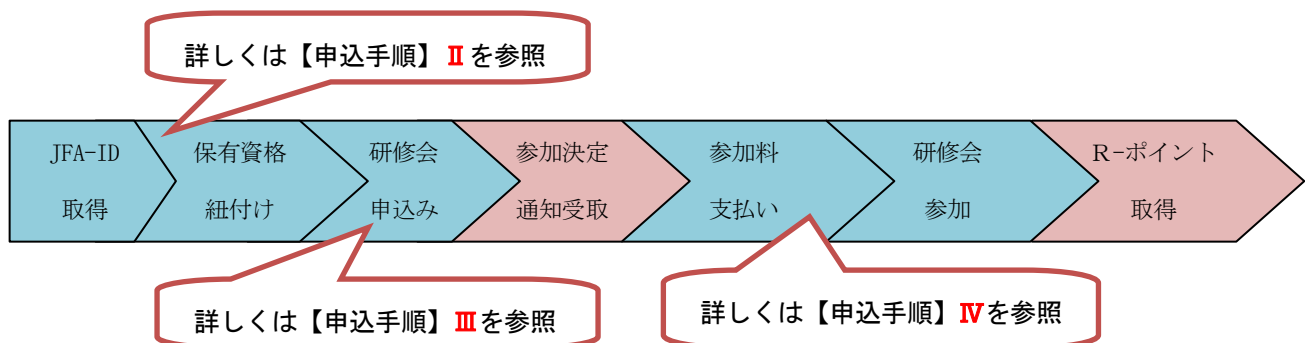 詳しくは【申込手順】Ⅱを参照
JFA-ID
取得
保有資格
紐付け
研修会
申込み
参加決定
通知受取
参加料
支払い
研修会
参加
R-ポイント
取得
詳しくは【申込手順】Ⅲを参照
詳しくは【申込手順】Ⅳを参照